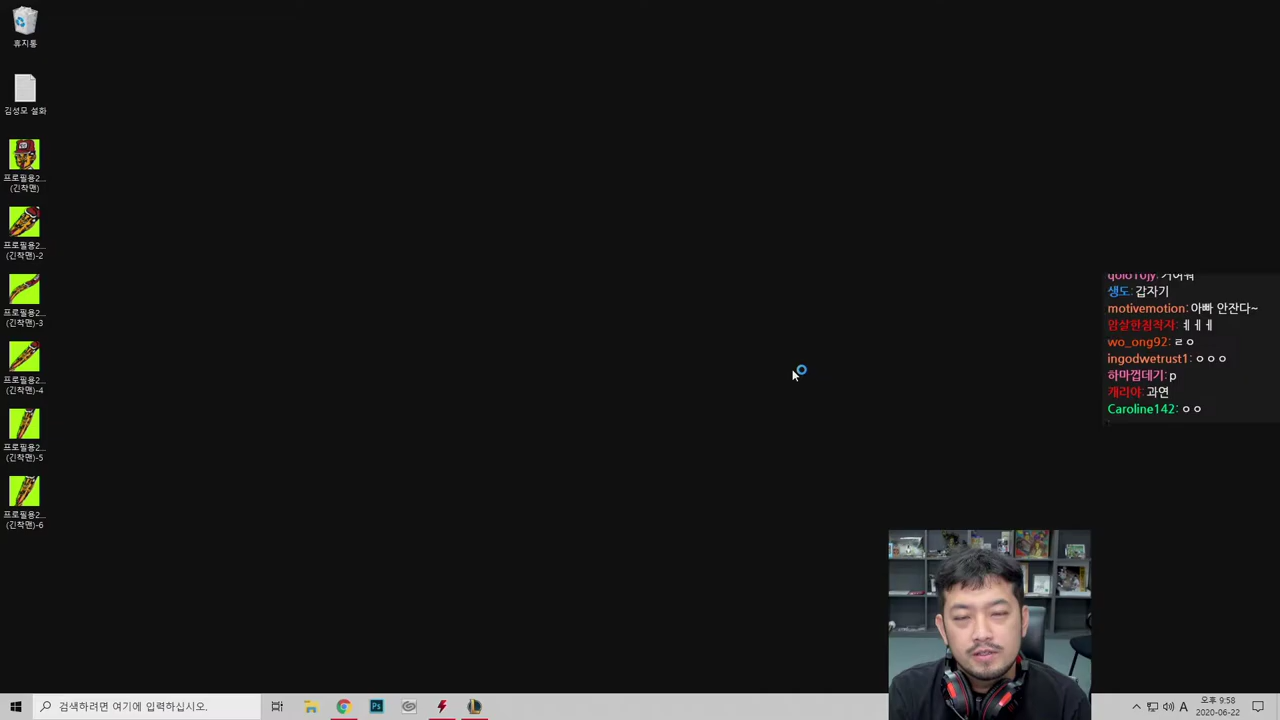 휴지통
김성모 설화
프로필용2...
(긴착맨)
프로필용2...
(긴착맨)-2
프로필용2...
(긴착맨)-3
프로필용2...
(긴착맨)-4
프로필용2...
(긴착맨)-5
프로필용2...
(긴착맨)-6
생도: 갑자기
motivemotion: 아빠 안잔다~
암살한점착자: ㅔㅔㅔ
wo_ong92: ㄹㅇ
ingodwetrust1: ㅇㅇㅇ
하마껍데기: p
캐리아: 과연
Caroline142: ㅇㅇ
검색하려면 여기에 입력하십시오.
Ps
A
오후 9:58
2020-06-22